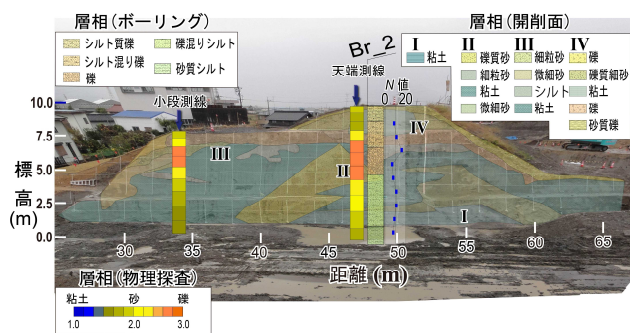 層相(ボーリング)
シルト質礫
礫混りシルト
シルト混り礫
砂質シルト
礫
Br_2
天端測線
N 値
0 20
小段測線
層相(開削面)
I II III IV
粘土
礫質砂
細粒砂
礫
細粒砂
微細砂
礫質細砂
粘土
シルト
粘土
微細砂
粘土
礫
砂質礫
標高(m)
10.0
7.5
5.0
2.5
0.0
III
II
IV
I
30 35 40 45 50 55 60 65
距離 (m)
層相(物理探査)
粘土 砂 礫
1.0 2.0 3.0